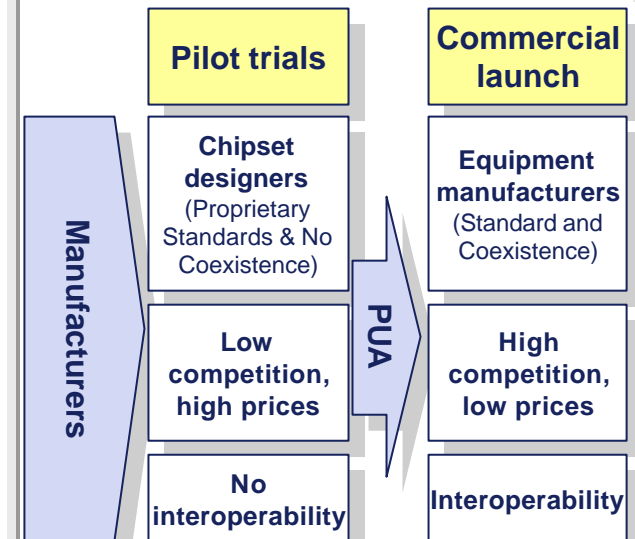 Pilot trials
Commercial
launch
Manufacturers
Chipset
designers
(Proprietary
Standards & No
Coexistence)
PUA
Equipment
manufacturers
(Standard and
Coexistence)
Low
competition,
high prices
High
competition,
low prices
No
interoperability
Interoperability